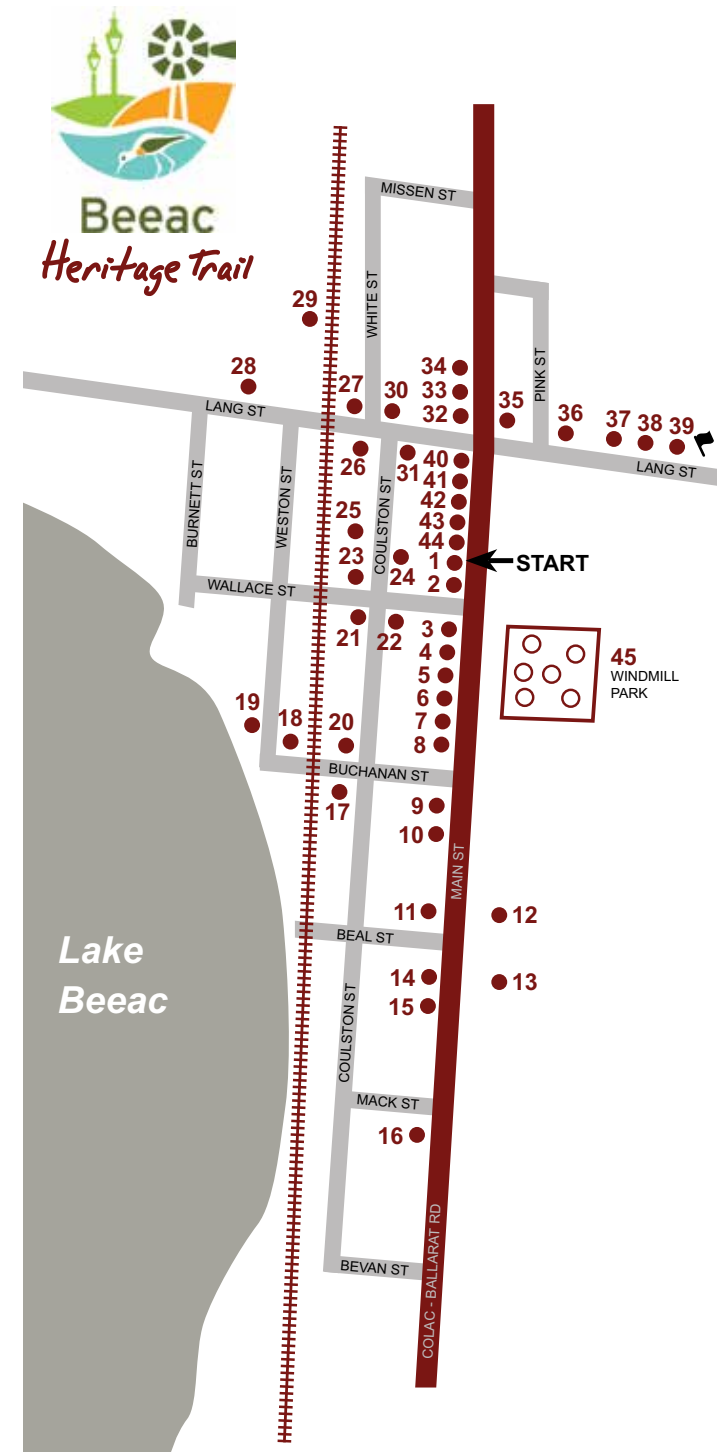 Beeac
Heritage Trail
MISSEN ST
WHITE ST
29
PINK ST
34
28
33
27
30
32
35
36
37
38
39
LANG ST
LANG ST
26
31
40
41
42
43
44
25
BURNETT ST
WESTON ST
COULSTON ST
23
24
1
START
2
WALLACE ST
21
22
3
4
45
WINDMILL
PARK
5
6
7
8
19
18
20
BUCHANAN ST
17
9
10
MAIN ST
11
12
BEAL ST
Lake
Beeac
14
13
15
COULSTON ST
MACK ST
16
BEVAN ST
COLAC - BALLARAT RD